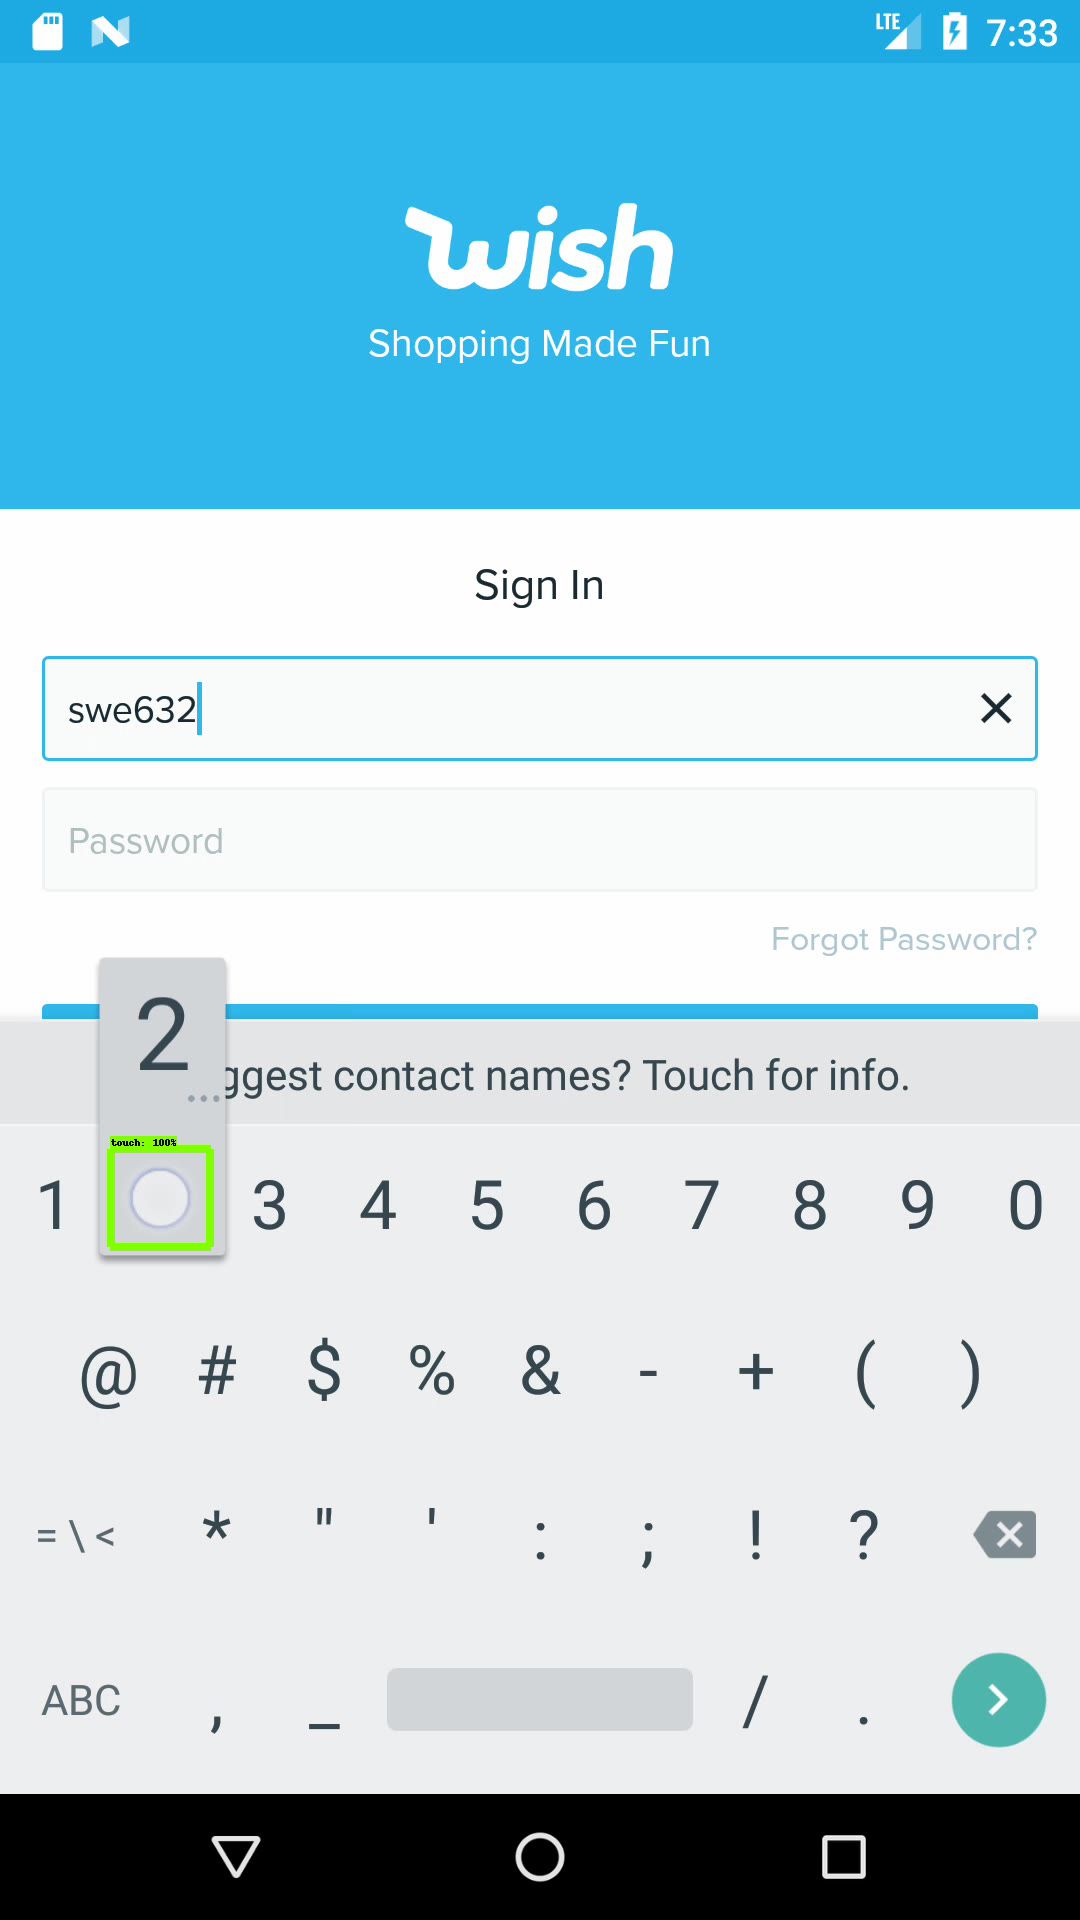 LTE 7:33
wish
Shopping Made Fun
Sign In
swe632
Password
Forgot Password?
2
ggest contact names? Touch for info.
touch: 100%
1 3 4 5 6 7 8 9 0
@ # $ % & - + ( )
= \ < * " ' : ; ! ?
ABC , _ / .